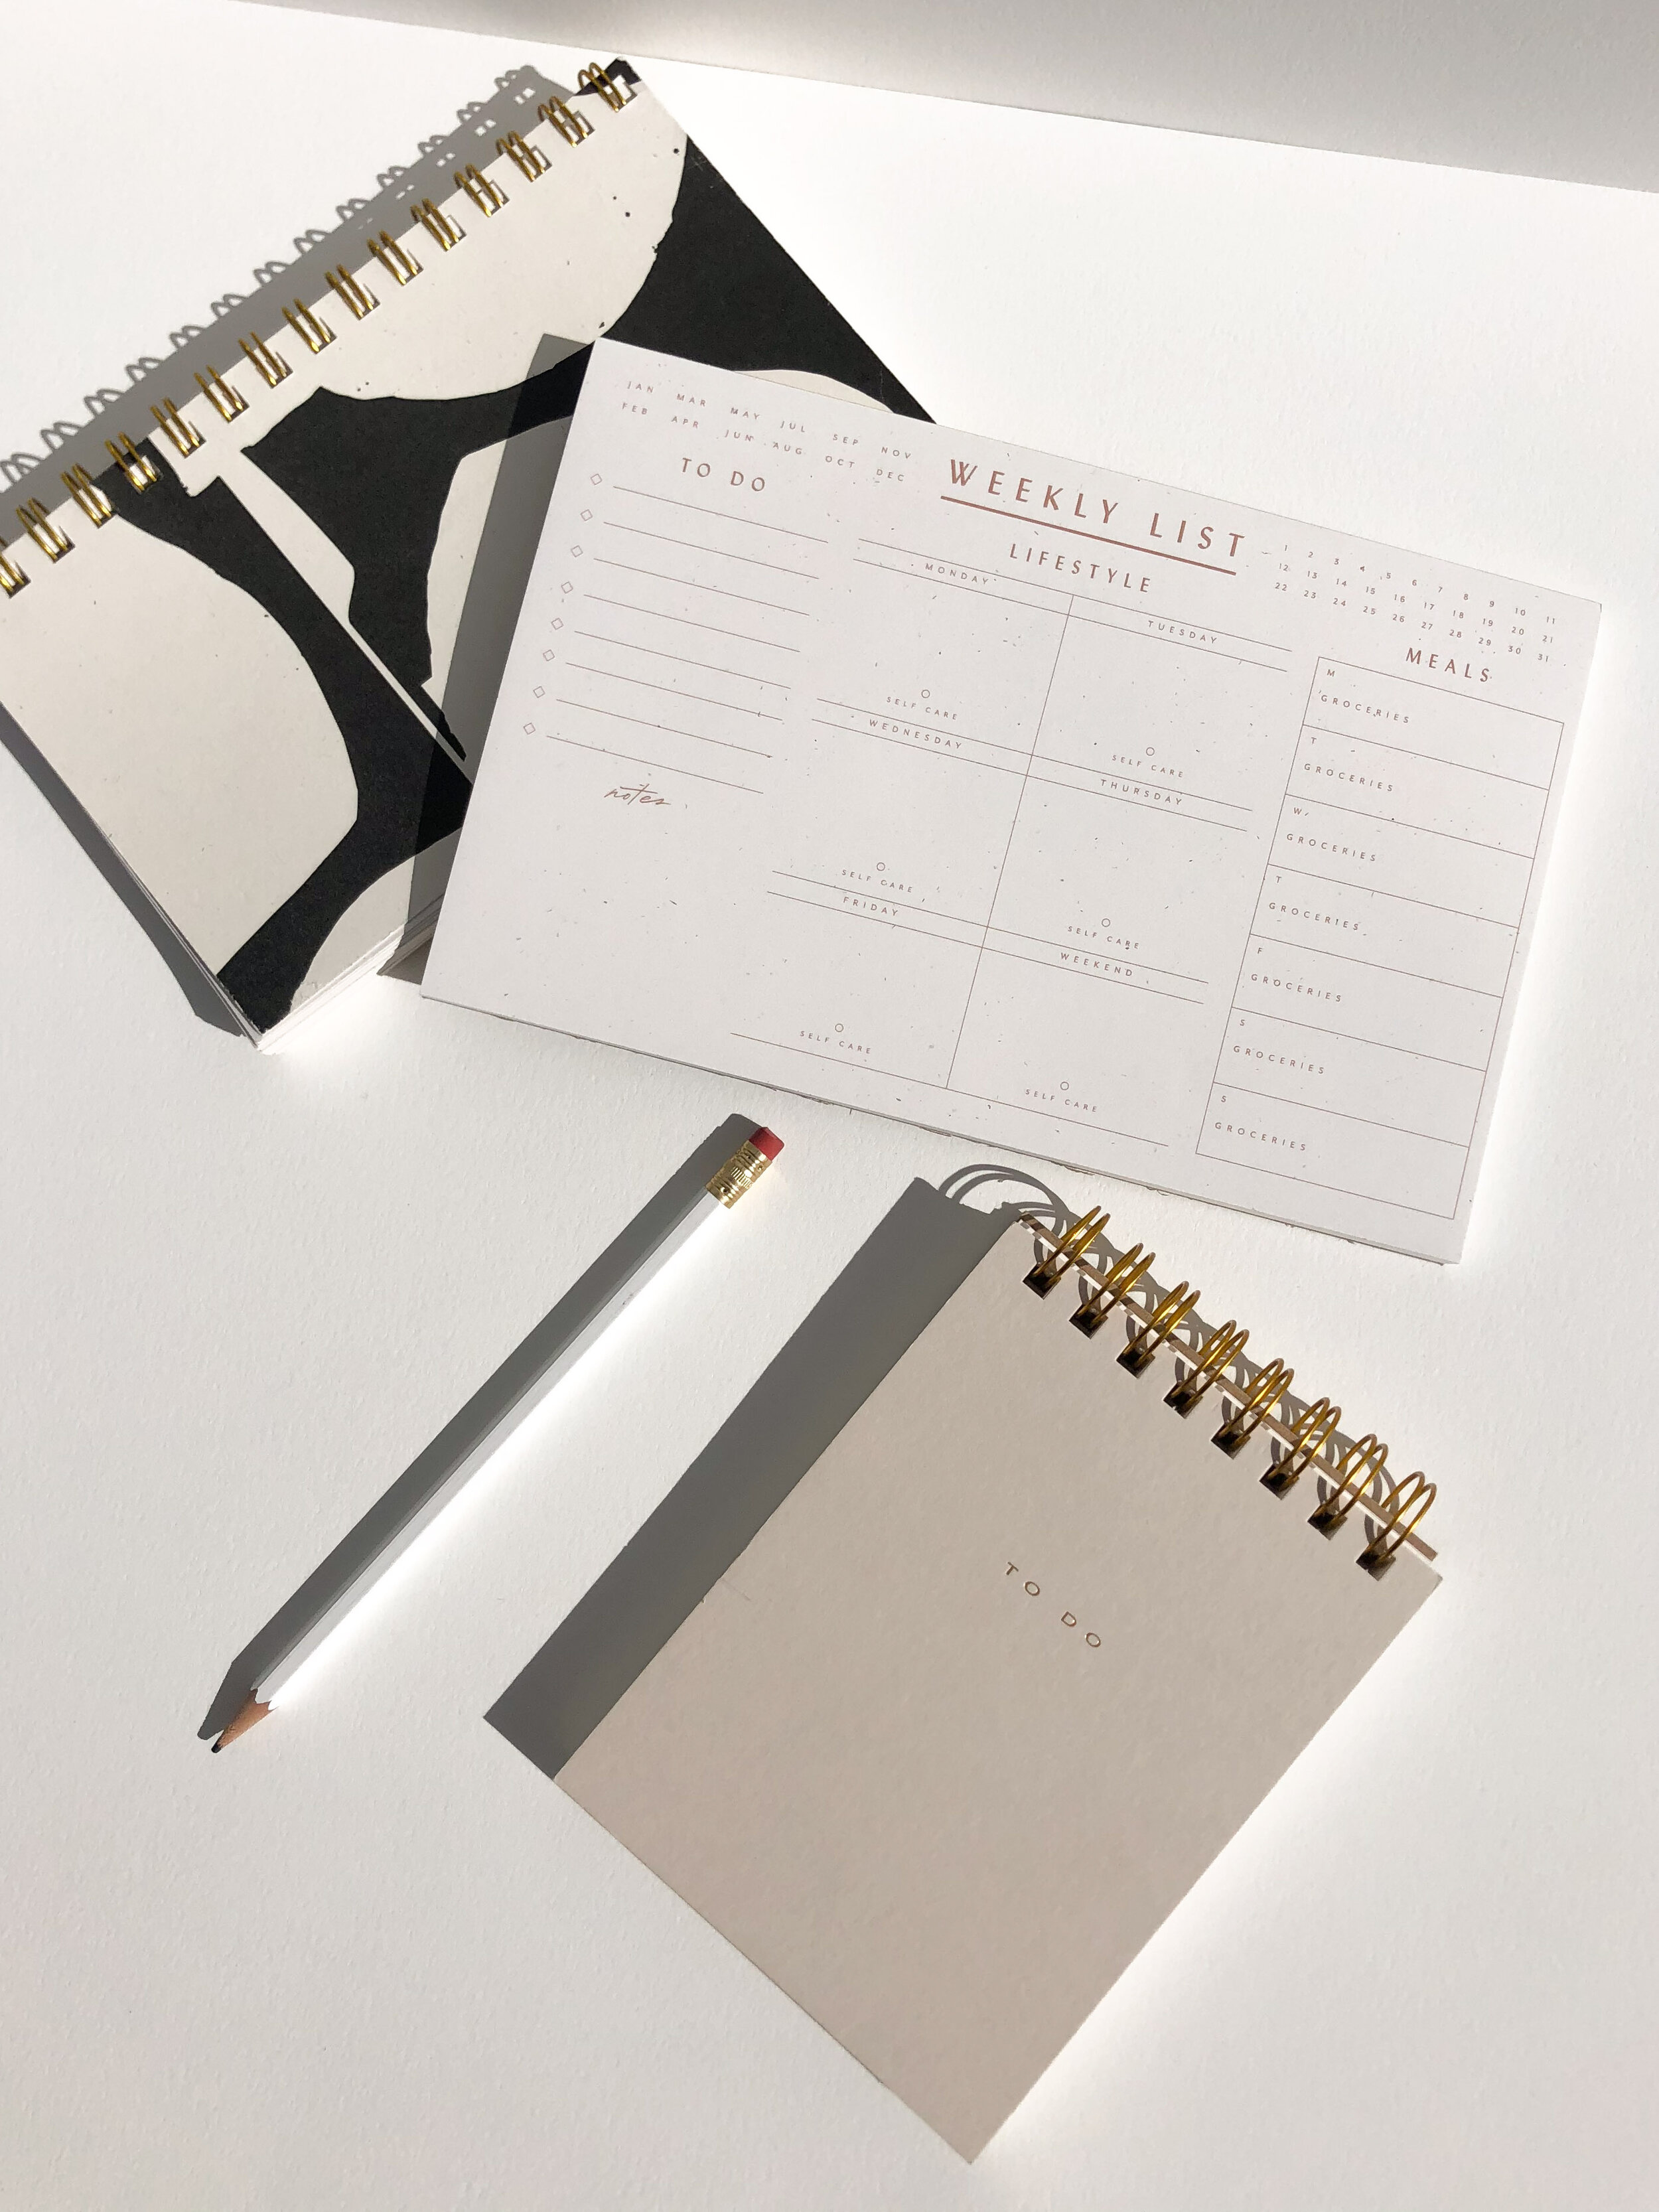 JAN MAR MAY JUL SEP NOV
FEB APR JUN AUG OCT DEC
WEEKLY LIST
1 2 3 4 5 6 7 8 9 10 11
12 13 14 15 16 17 18 19 20 21
22 23 24 25 26 27 28 29 30 31
TO DO
notes
LIFESTYLE
MONDAY
SELF CARE
TUESDAY
SELF CARE
WEDNESDAY
SELF CARE
THURSDAY
SELF CARE
FRIDAY
SELF CARE
WEEKEND
SELF CARE
MEALS
M
GROCERIES
T
GROCERIES
W
GROCERIES
T
GROCERIES
F
GROCERIES
S
GROCERIES
S
GROCERIES
TO DO